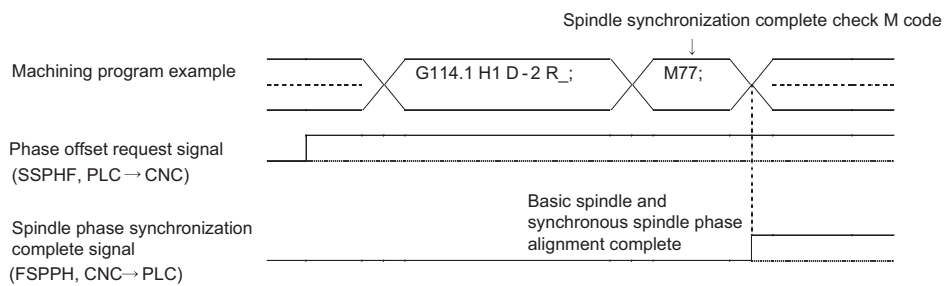 Spindle synchronization complete check M code
↓
Machining program example
G114.1 H1 D-2 R_;
M77;
Phase offset request signal
(SSPHF, PLC → CNC)
Basic spindle and
synchronous spindle phase
alignment complete
Spindle phase synchronization
complete signal
(FSPPH, CNC→ PLC)